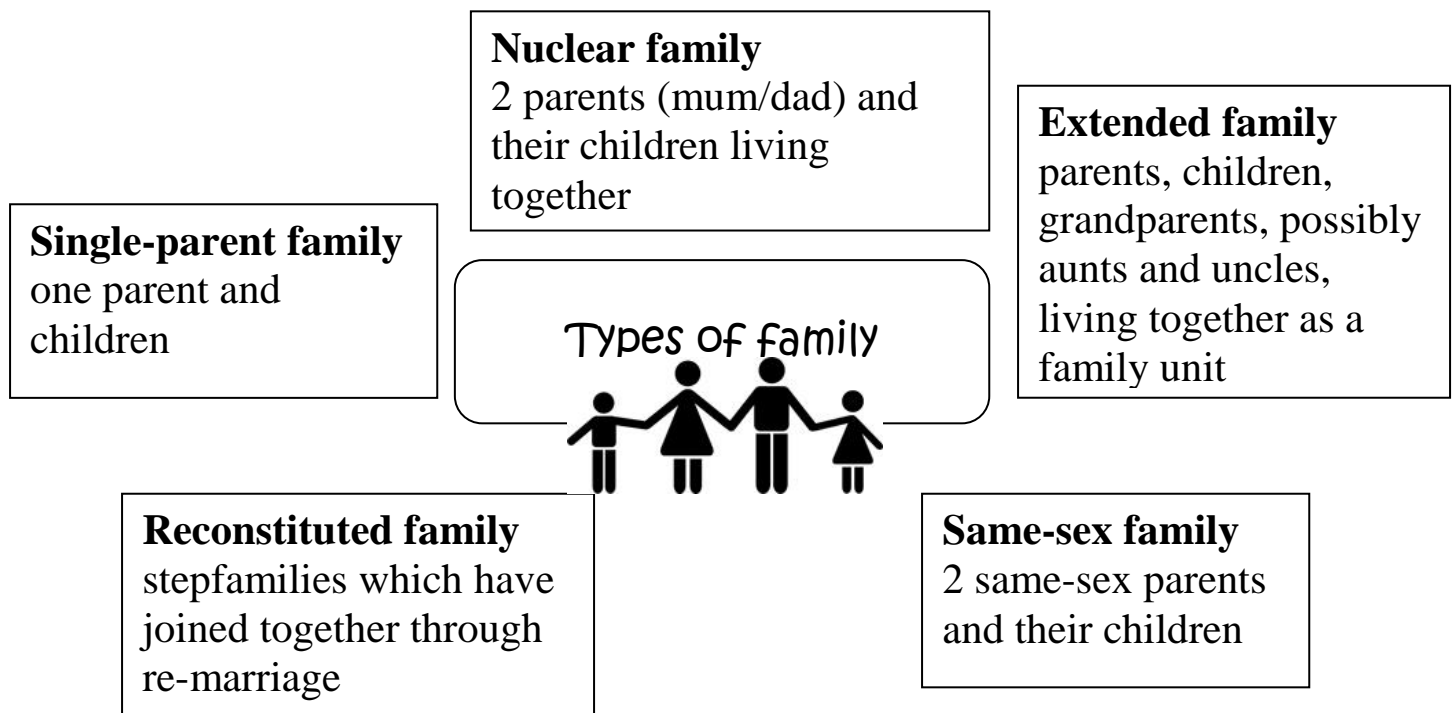 Nuclear family
2 parents (mum/dad) and
their children living
together
Extended family
parents, children,
grandparents, possibly
aunts and uncles,
living together as a
family unit
Single-parent family
one parent and
children
Types of family
Reconstituted family
stepfamilies which have
joined together through
re-marriage
Same-sex family
2 same-sex parents
and their children